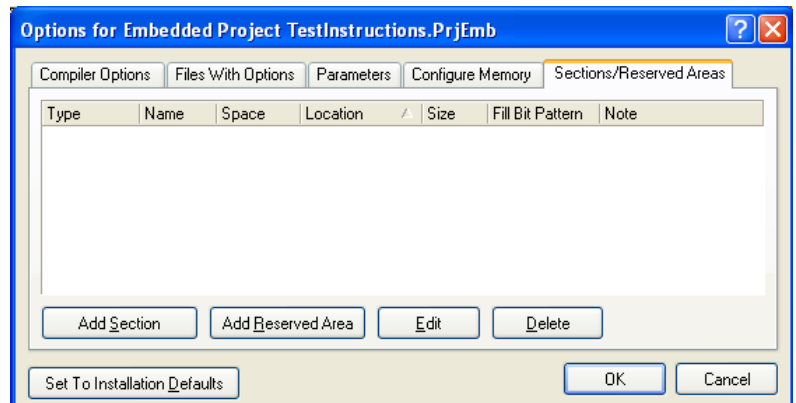 Options for Embedded Project TestInstructions.PrjEmb
Compiler Options Files With Options Parameters Configure Memory Sections/Reserved Areas
Type Name Space Location Size Fill Bit Pattern Note
Add Section Add Reserved Area Edit Delete
Set To Installation Defaults OK Cancel